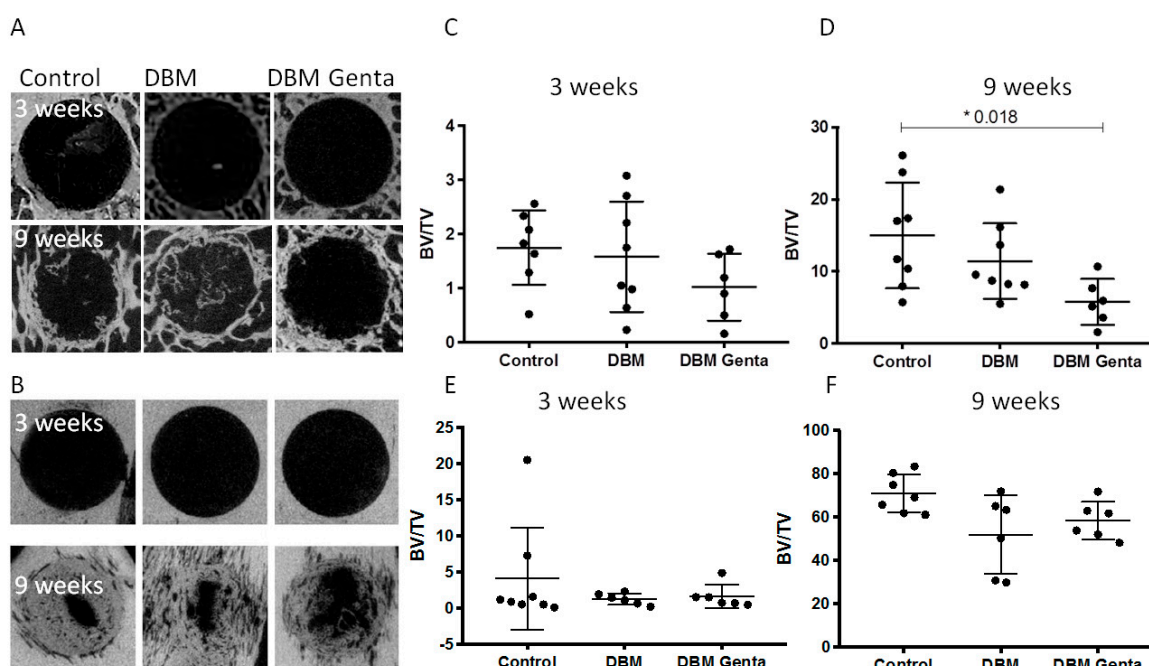 A
Control DBM DBM Genta
3 weeks
9 weeks
C
3 weeks
BV/TV
4
3
2
1
0
Control DBM DBM Genta
D
9 weeks
* 0.018
BV/TV
30
20
10
0
Control DBM DBM Genta
B
3 weeks
9 weeks
E
3 weeks
BV/TV
25
20
15
10
5
0
-5
Control DBM DBM Genta
F
9 weeks
BV/TV
100
80
60
40
20
0
Control DBM DBM Genta